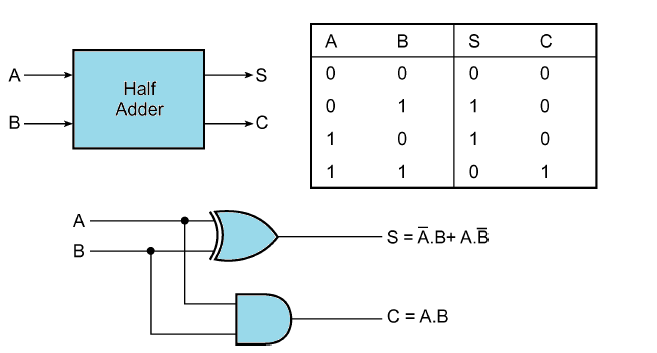 A
B
Half
Adder
S
C
A B S C
0 0 0 0
0 1 1 0
1 0 1 0
1 1 0 1
A
B
S = A̅.B+ A.B̅
C = A.B